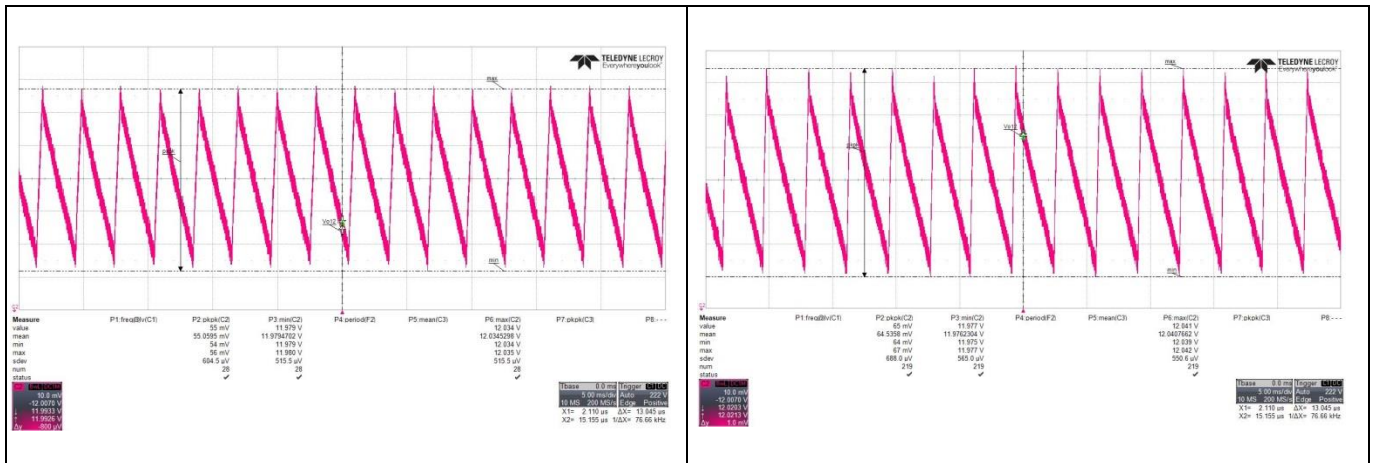 TELEDYNE LECROY
Everywhereyoulook
max
pkpk
Vo12
min
C2
Measure P1:freq@lv(C1) P2:pkpk(C2) P3:min(C2) P4:period(F2) P5:mean(C3) P6:max(C2) P7:pkpk(C3) P8:- - -
value 55 mV 11.979 V 12.034 V
mean 55.0595 mV 11.9794702 V 12.0345298 V
min 54 mV 11.979 V 12.034 V
max 56 mV 11.980 V 12.035 V
sdev 604.5 µV 515.5 µV 515.5 µV
num 28 28 28
status ✓ ✓ ✓
10.0 mV
-12.0070 V
11.9933 V
11.9926 V
Δy -800 µV
Tbase 0.0 ms Trigger C1 DC
5.00 ms/div Auto 222 V
10 MS 200 MS/s Edge Positive
X1= 2.110 µs ΔX= 13.045 µs
X2= 15.155 µs 1/ΔX= 76.66 kHz
TELEDYNE LECROY
Everywhereyoulook
max
Vo12
pkpk
min
C2
Measure P1:freq@lv(C1) P2:pkpk(C2) P3:min(C2) P4:period(F2) P5:mean(C3) P6:max(C2) P7:pkpk(C3) P8:- - -
value 65 mV 11.977 V 12.041 V
mean 64.5358 mV 11.9762304 V 12.0407662 V
min 64 mV 11.975 V 12.039 V
max 67 mV 11.977 V 12.042 V
sdev 688.0 µV 565.0 µV 550.6 µV
num 219 219 219
status ✓ ✓ ✓
10.0 mV
-12.0070 V
12.0203 V
12.0213 V
Δy 1.0 mV
Tbase 0.0 ms Trigger C1 DC
5.00 ms/div Auto 222 V
10 MS 200 MS/s Edge Positive
X1= 2.110 µs ΔX= 13.045 µs
X2= 15.155 µs 1/ΔX= 76.66 kHz